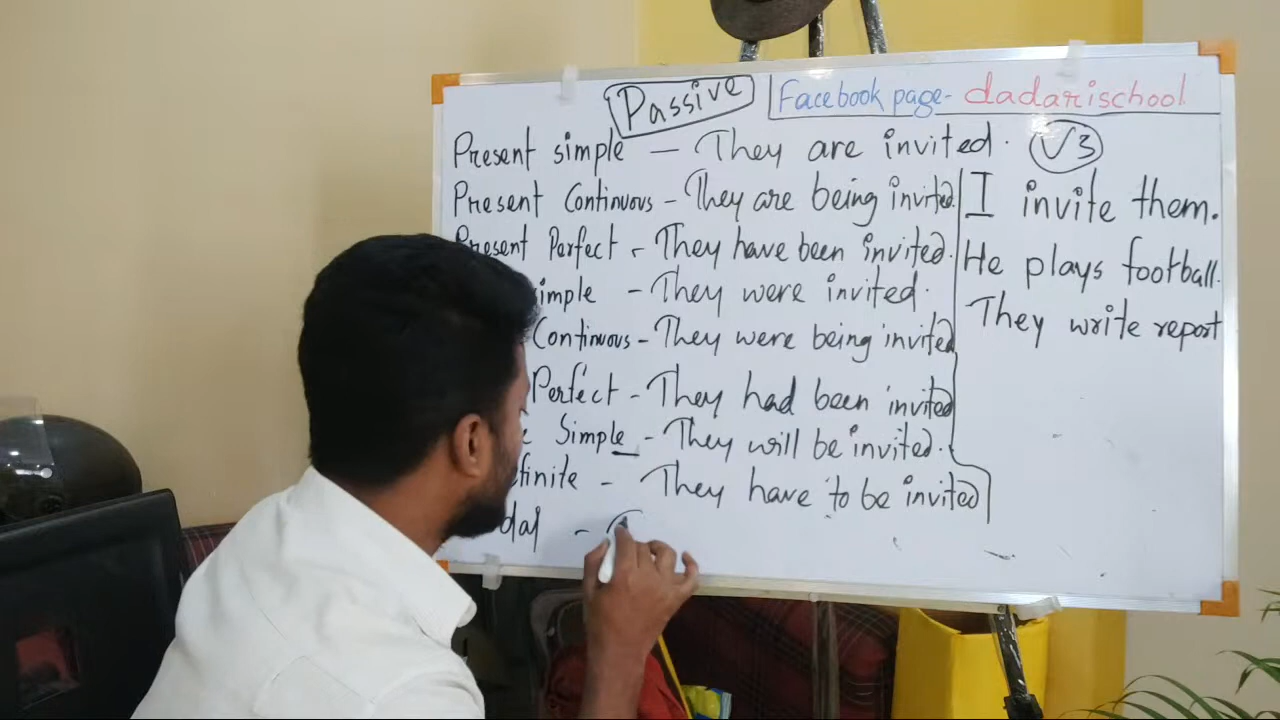 Passive
Facebook page- dadarischool
Present simple — They are invited. V3
Present Continuous - They are being invited.
Present Perfect - They have been invited.
simple - They were invited.
Continuous - They were being invited
Perfect - They had been invited
Simple - They will be invited.
- They have to be invited
-
I invite them.
He plays football.
They write report